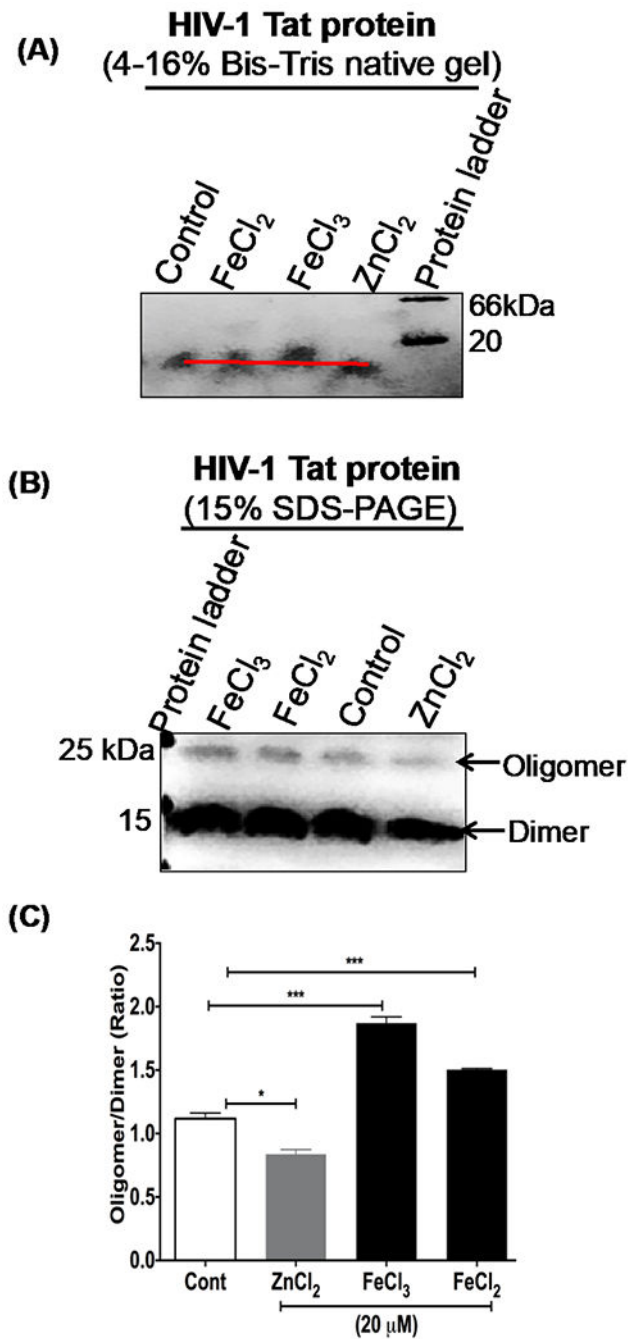 (A)
HIV-1 Tat protein
(4-16% Bis-Tris native gel)
Control
FeCl₂
FeCl₃
ZnCl₂
Protein ladder
66kDa
20
(B)
HIV-1 Tat protein
(15% SDS-PAGE)
Protein ladder
FeCl₃
FeCl₂
Control
ZnCl₂
25 kDa
Oligomer
15
Dimer
(C)
Oligomer/Dimer (Ratio)
2.5
2.0
1.5
1.0
0.5
0.0
***
***
*
Cont
ZnCl₂
FeCl₃
FeCl₂
(20 µM)